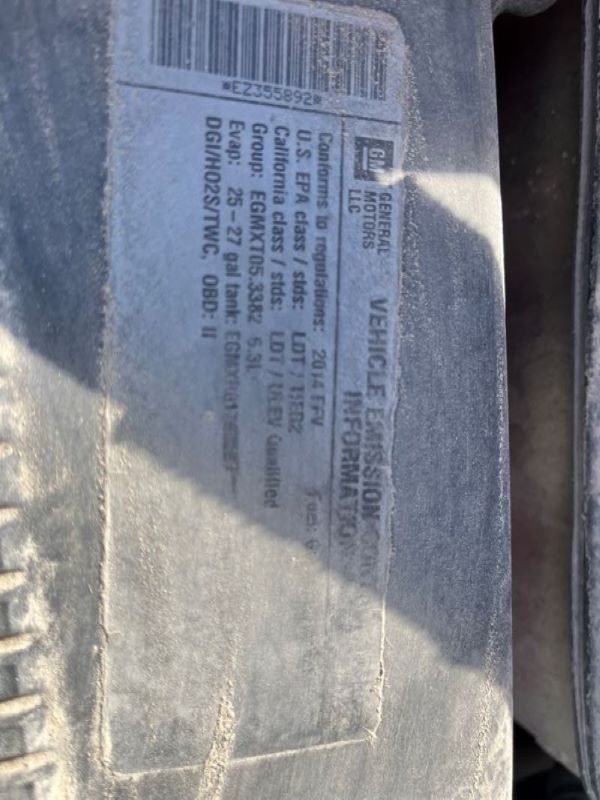 *EZ355892*
GM GENERAL
MOTORS
LLC
VEHICLE EMISSION
INFORMATION
Conforms to regulations: 2014 FFV Fuel:
U.S. EPA class / stds: LDT /
California class / stds: LDT / ULEV Qualified
Group: EGMXT05.3382 5.3L
Evap: 25-27 gal tank:
DGI/HO2S/TWC, OBD: II